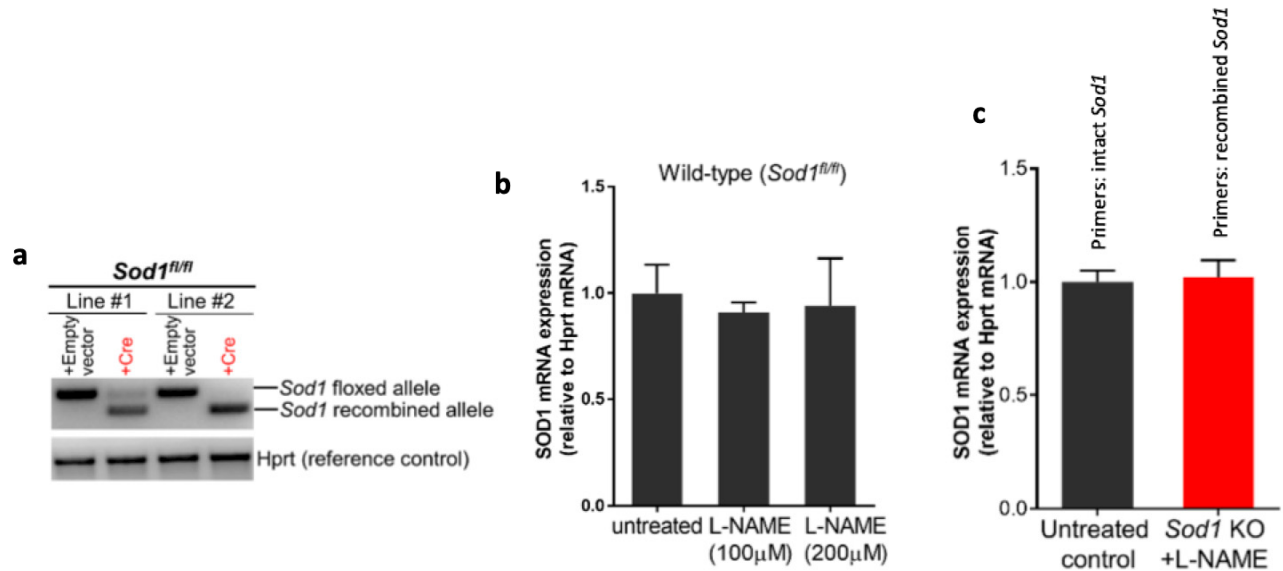 a
Sod1fl/fl
Line #1 Line #2
+Empty vector
+Cre
+Empty vector
+Cre
Sod1 floxed allele
Sod1 recombined allele
Hprt (reference control)
b
Wild-type (Sod1fl/fl)
SOD1 mRNA expression
(relative to Hprt mRNA)
1.5
1.0
0.5
0.0
untreated L-NAME L-NAME
(100μM) (200μM)
c
Primers: intact Sod1
Primers: recombined Sod1
SOD1 mRNA expression
(relative to Hprt mRNA)
1.5
1.0
0.5
0.0
Untreated Sod1 KO
control +L-NAME